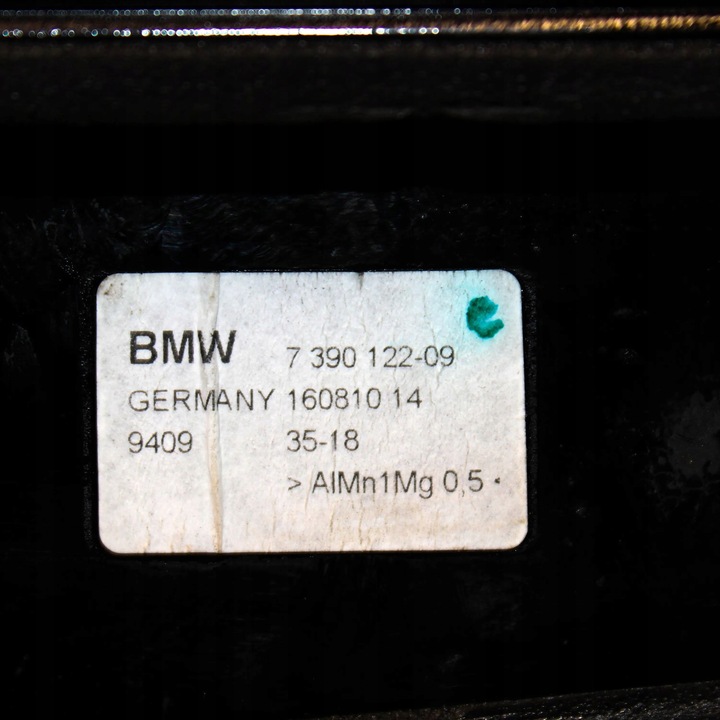 BMW 7 390 122-09
GERMANY 160810 14
9409 35-18
> AlMn1Mg 0,5